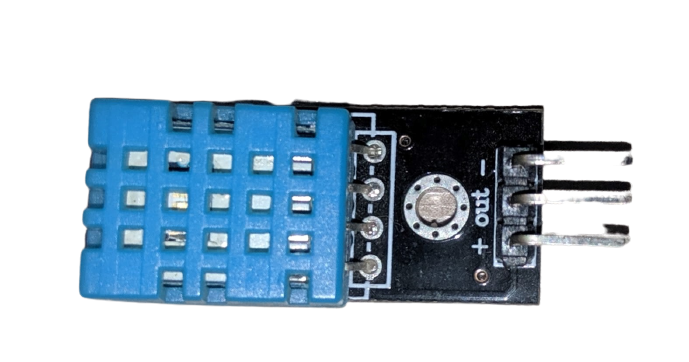 + out -